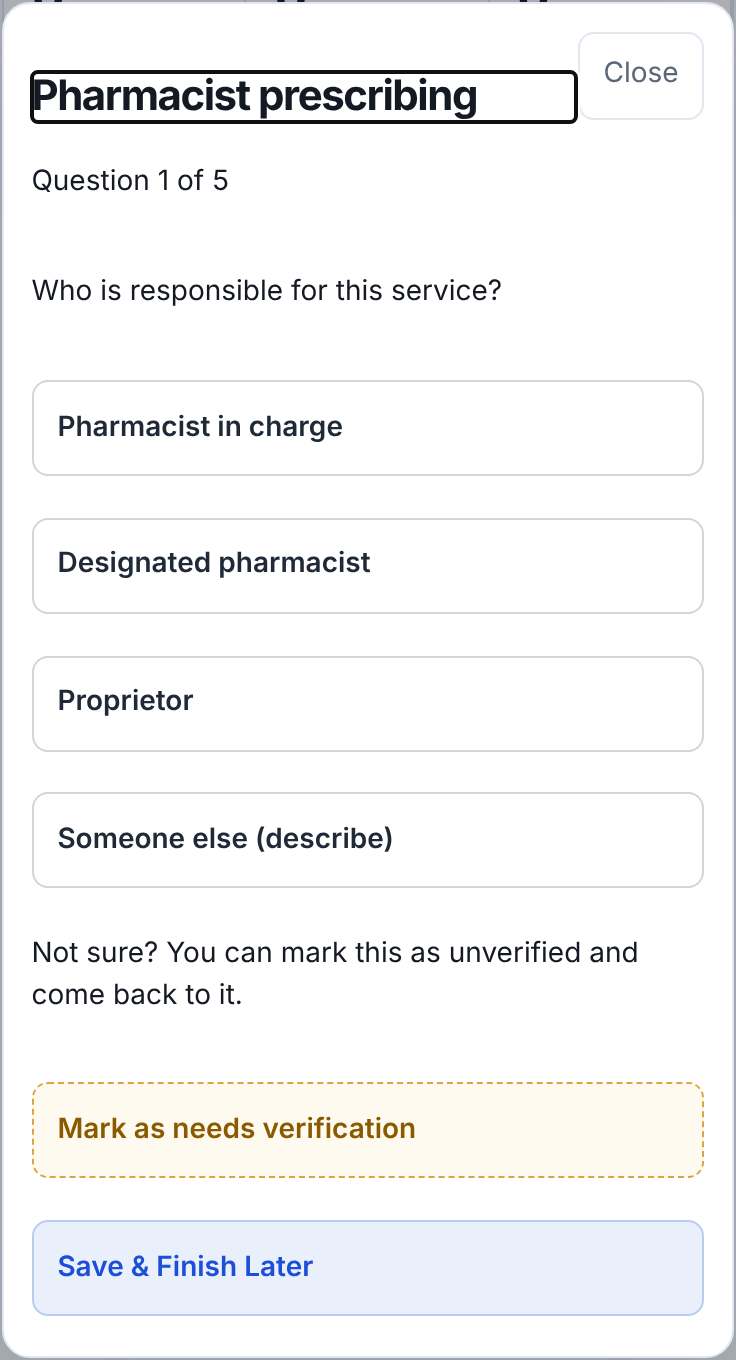 Pharmacist prescribing
Close
Question 1 of 5
Who is responsible for this service?
Pharmacist in charge
Designated pharmacist
Proprietor
Someone else (describe)
Not sure? You can mark this as unverified and
come back to it.
Mark as needs verification
Save & Finish Later